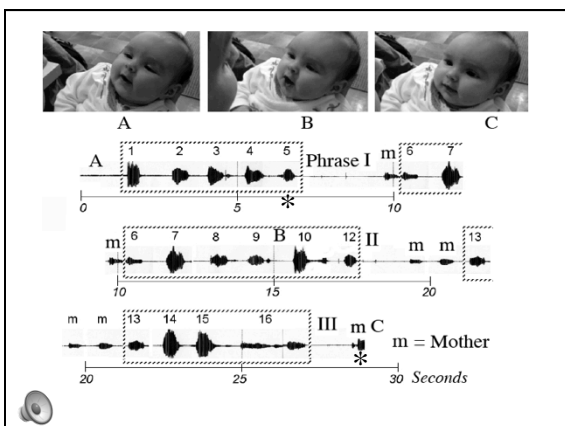 A B C
1 2 3 4 5 6 7
A Phrase I m
*
0 5 10
6 7 8 9 B 10 12 13
m II m m
10 15 20
m m 13 14 15 16 III m C m = Mother
*
20 25 30 Seconds